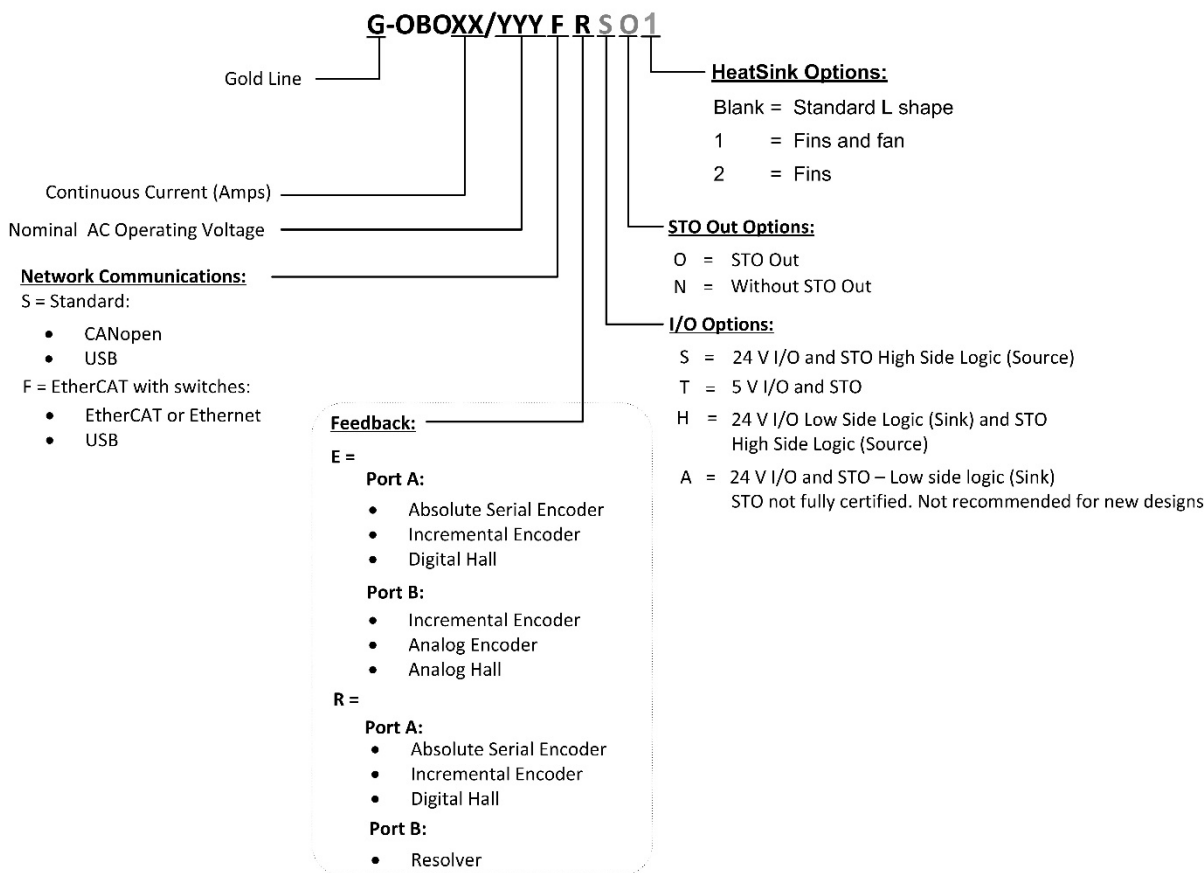 G-OBOXX/YYY F R S O 1
Gold Line
Continuous Current (Amps)
Nominal AC Operating Voltage
Network Communications:
S = Standard:
• CANopen
• USB
F = EtherCAT with switches:
• EtherCAT or Ethernet
• USB
Feedback:
E =
Port A:
• Absolute Serial Encoder
• Incremental Encoder
• Digital Hall
Port B:
• Incremental Encoder
• Analog Encoder
• Analog Hall
R =
Port A:
• Absolute Serial Encoder
• Incremental Encoder
• Digital Hall
Port B:
• Resolver
HeatSink Options:
Blank = Standard L shape
1 = Fins and fan
2 = Fins
STO Out Options:
O = STO Out
N = Without STO Out
I/O Options:
S = 24 V I/O and STO High Side Logic (Source)
T = 5 V I/O and STO
H = 24 V I/O Low Side Logic (Sink) and STO
High Side Logic (Source)
A = 24 V I/O and STO – Low side logic (Sink)
STO not fully certified. Not recommended for new designs